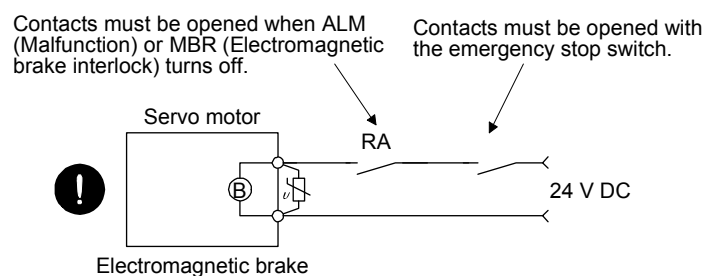 Contacts must be opened when ALM
(Malfunction) or MBR (Electromagnetic
brake interlock) turns off.
Contacts must be opened with
the emergency stop switch.
Servo motor
RA
B
U
24 V DC
Electromagnetic brake